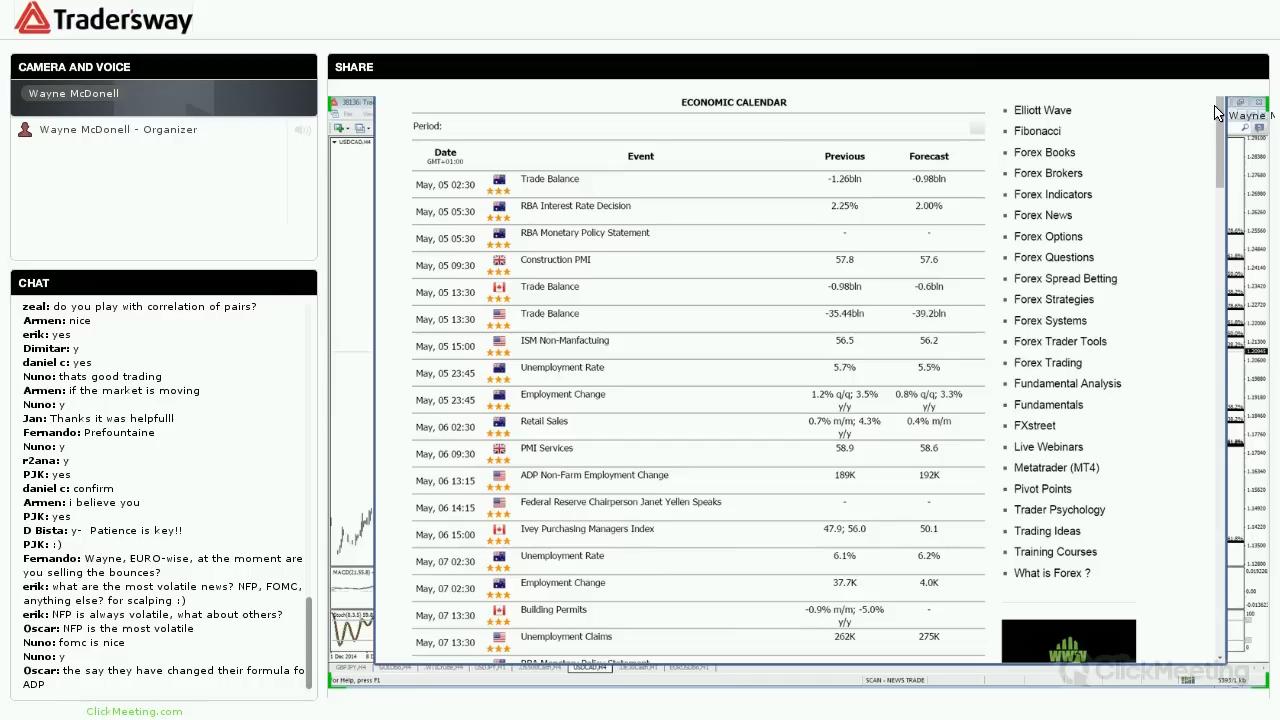 Tradersway
CAMERA AND VOICE
Wayne McDonell
Wayne McDonell - Organizer
CHAT
zeal: do you play with correlation of pairs?
Armen: nice
erik: yes
Dimitar: y
daniel c: yes
Nuno: thats good trading
Armen: if the market is moving
Nuno: y
Jan: Thanks it was helpfulll
Fernando: Prefountaine
Nuno: y
r2ana: y
PJK: yes
daniel c: confirm
Armen: i believe you
PJK: yes
D Bista: y- Patience is key!!
PJK: :)
Fernando: Wayne, EURO-wise, at the moment are
you selling the bounces?
erik: what are the most volatile news? NFP, FOMC,
anything else? for scalping :)
erik: NFP is always volatile, what about others?
Oscar: NFP is the most volatile
Nuno: fomc is nice
Nuno: y
Oscar: thi say they have changed their formula fo
ADP
ClickMeeting.com
SHARE
ECONOMIC CALENDAR
Period:
Date Event Previous Forecast
GMT+01:00
May, 05 02:30 Trade Balance -1.26bln -0.98bln
May, 05 05:30 RBA Interest Rate Decision 2.25% 2.00%
May, 05 05:30 RBA Monetary Policy Statement - -
May, 05 09:30 Construction PMI 57.8 57.6
May, 05 13:30 Trade Balance -0.98bln -0.6bln
May, 05 13:30 Trade Balance -35.44bln -39.2bln
May, 05 15:00 ISM Non-Manfactuing 56.5 56.2
May, 05 23:45 Unemployment Rate 5.7% 5.5%
May, 05 23:45 Employment Change 1.2% q/q; 3.5% y/y 0.8% q/q; 3.3% y/y
May, 06 02:30 Retail Sales 0.7% m/m; 4.3% y/y 0.4% m/m
May, 06 09:30 PMI Services 58.9 58.6
May, 06 13:15 ADP Non-Farm Employment Change 189K 192K
May, 06 14:15 Federal Reserve Chairperson Janet Yellen Speaks - -
May, 06 15:00 Ivey Purchasing Managers Index 47.9; 56.0 50.1
May, 07 02:30 Unemployment Rate 6.1% 6.2%
May, 07 02:30 Employment Change 37.7K 4.0K
May, 07 13:30 Building Permits -0.9% m/m; -5.0% y/y -
May, 07 13:30 Unemployment Claims 262K 275K
Elliott Wave
Fibonacci
Forex Books
Forex Brokers
Forex Indicators
Forex News
Forex Options
Forex Questions
Forex Spread Betting
Forex Strategies
Forex Systems
Forex Trader Tools
Forex Trading
Fundamental Analysis
Fundamentals
FXstreet
Live Webinars
Metatrader (MT4)
Pivot Points
Trader Psychology
Trading Ideas
Training Courses
What is Forex ?
Wayne
USDCAD,H4
1 Dec 2014
USDCAD,H4
or Help, press F1
SCAN - NEWS TRADE
ClickMeeting